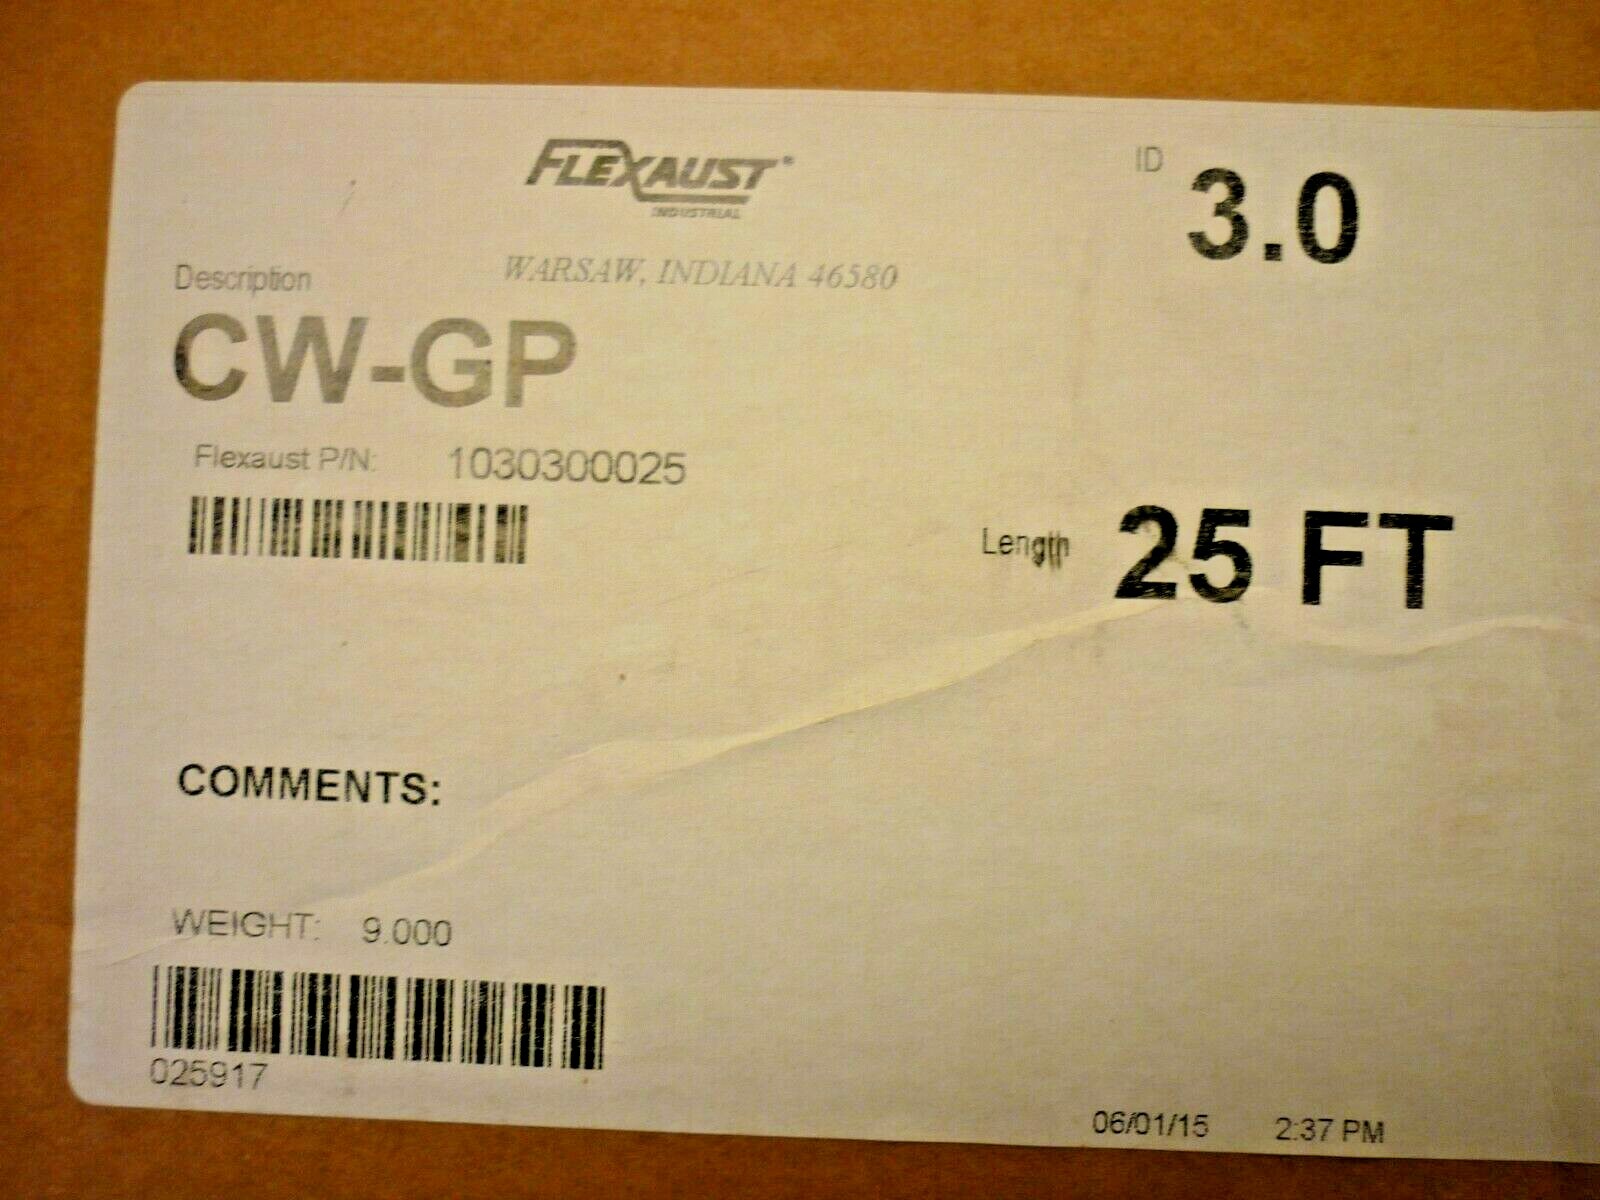 FLEXAUST®
INDUSTRIAL
WARSAW, INDIANA 46580
ID 3.0
Description
CW-GP
Flexaust P/N: 1030300025
Length 25 FT
COMMENTS:
WEIGHT: 9.000
025917
06/01/15 2:37 PM